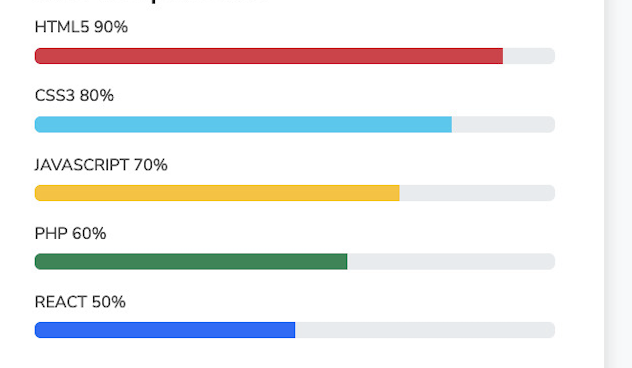 HTML5 90%
CSS3 80%
JAVASCRIPT 70%
PHP 60%
REACT 50%